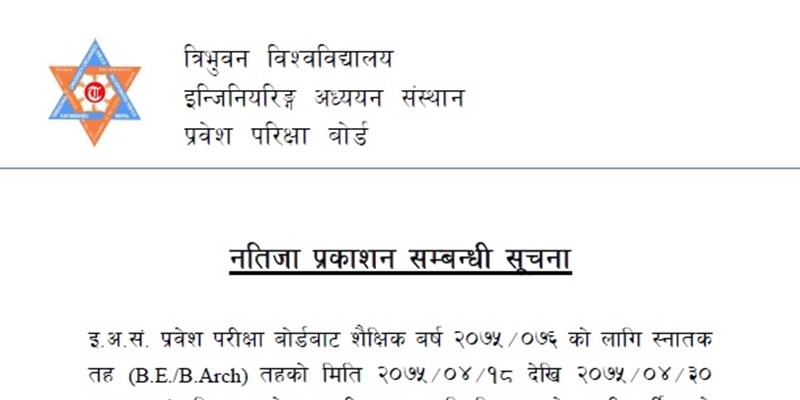 त्रिभुवन विश्वविद्यालय
इन्जिनियरिङ्ग अध्ययन संस्थान
प्रवेश परिक्षा बोर्ड
नतिजा प्रकाशन सम्बन्धी सूचना
इ.अ.सं. प्रवेश परीक्षा बोर्डबाट शैक्षिक बर्ष २०७५/०७६ को लागि स्नातक
तह (B.E./B.Arch) तहको मिति २०७५/०४/१८ देखि २०७५/०४/३०